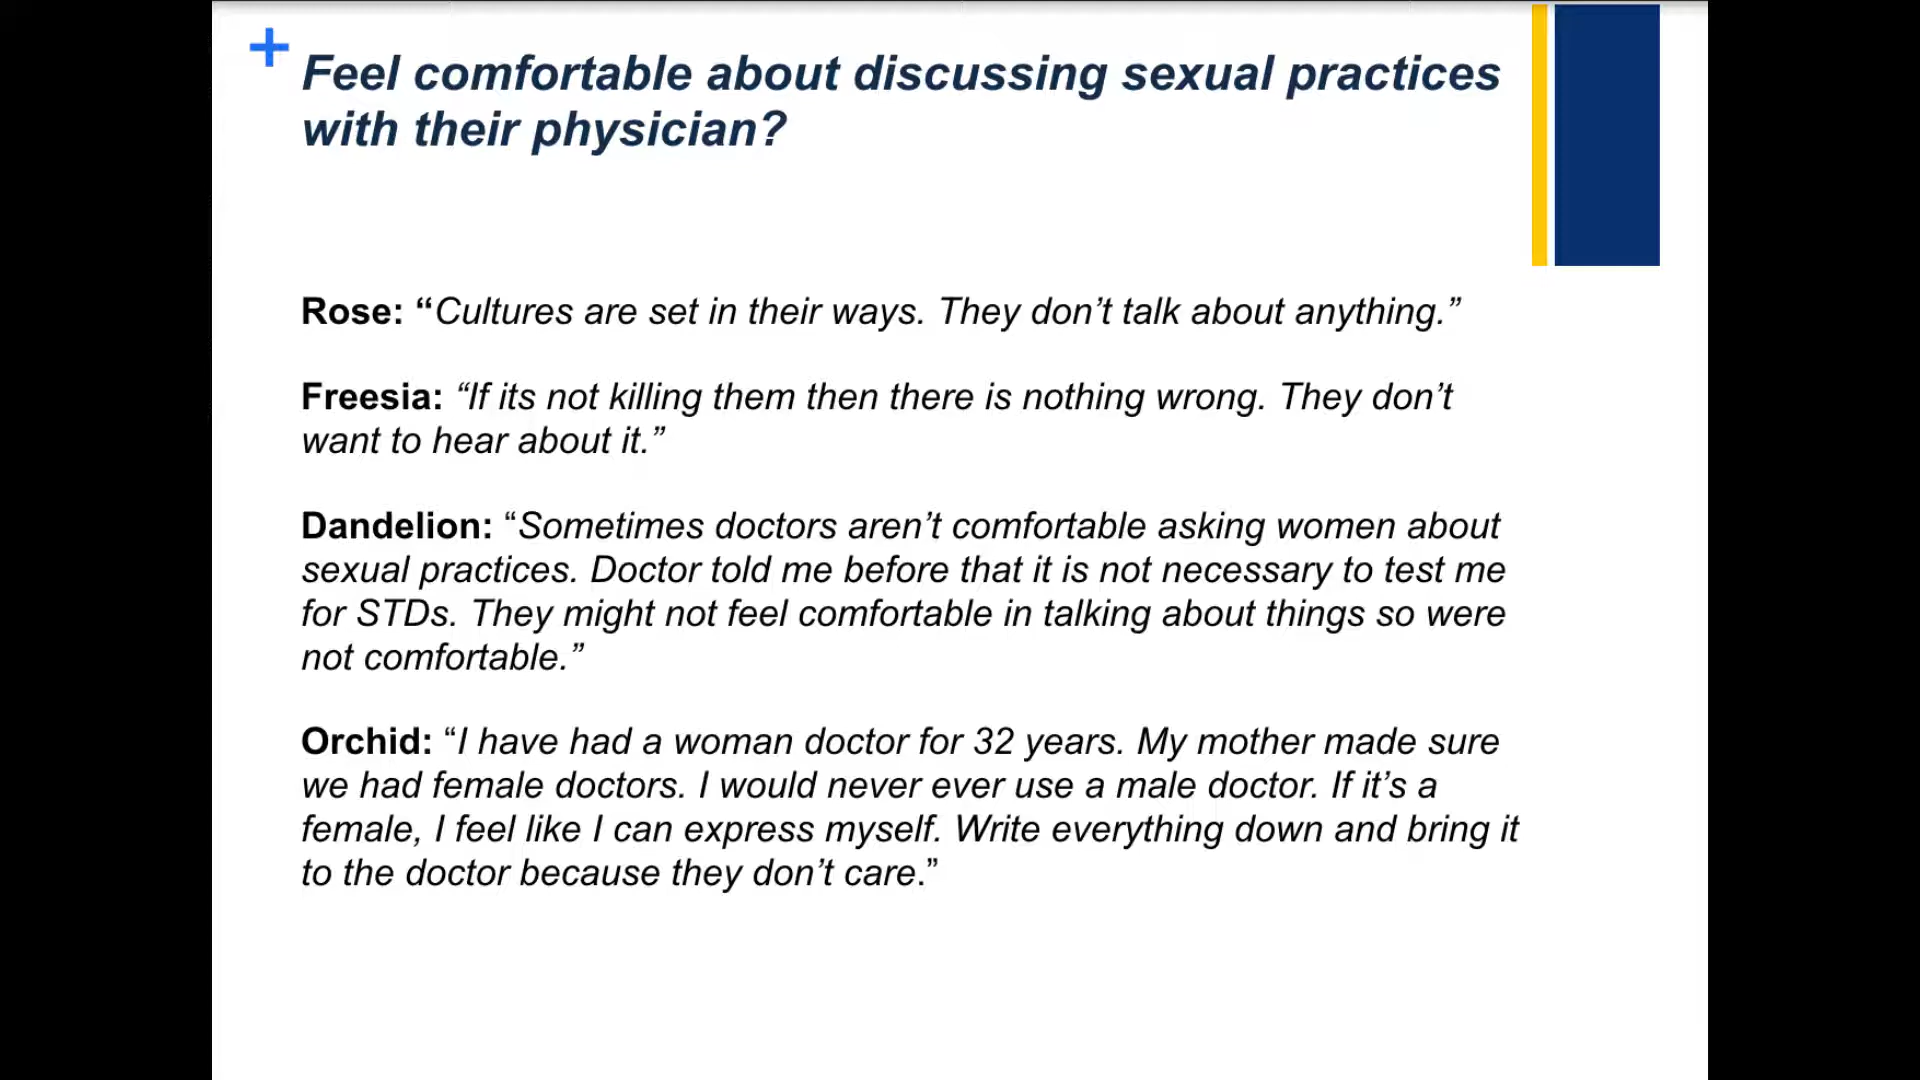 +
Feel comfortable about discussing sexual practices
with their physician?
Rose: “Cultures are set in their ways. They don’t talk about anything.”
Freesia: “If its not killing them then there is nothing wrong. They don’t
want to hear about it.”
Dandelion: “Sometimes doctors aren’t comfortable asking women about
sexual practices. Doctor told me before that it is not necessary to test me
for STDs. They might not feel comfortable in talking about things so were
not comfortable.”
Orchid: “I have had a woman doctor for 32 years. My mother made sure
we had female doctors. I would never ever use a male doctor. If it’s a
female, I feel like I can express myself. Write everything down and bring it
to the doctor because they don’t care.”